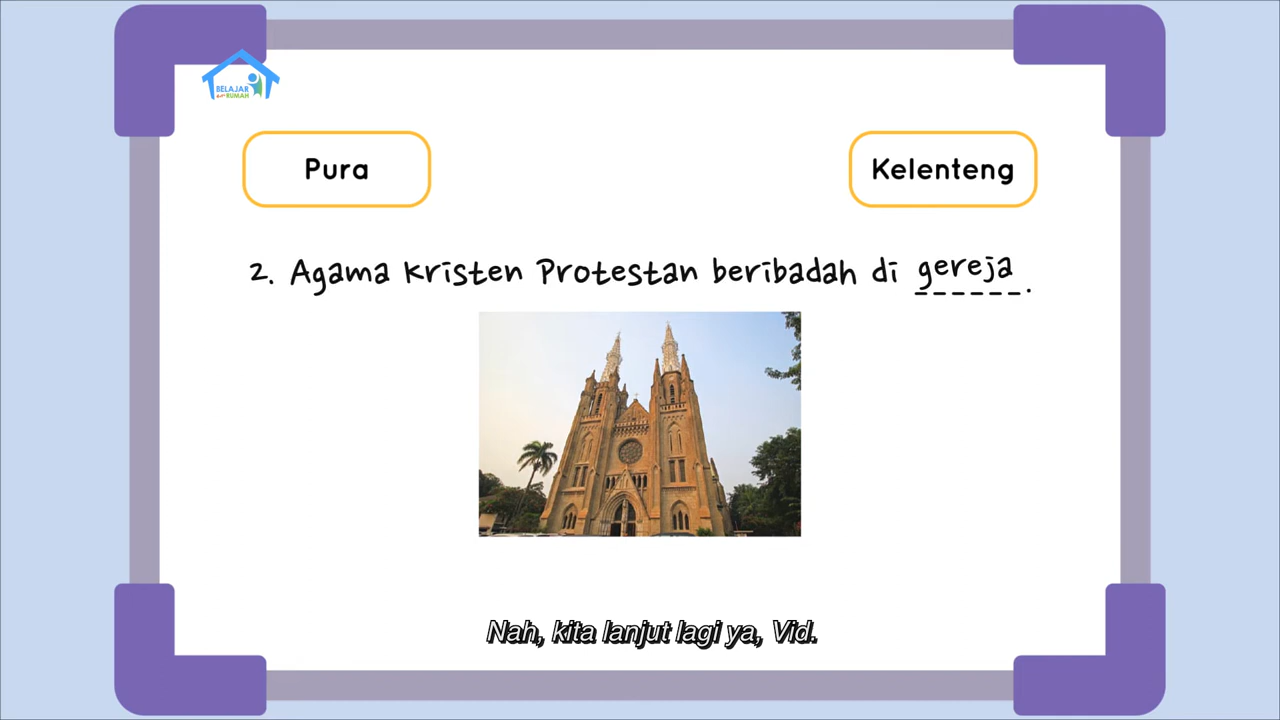 BELAJAR
dari RUMAH
Pura
Kelenteng
2. Agama Kristen Protestan beribadah di gereja.
Nah, kita lanjut lagi ya, Vid.